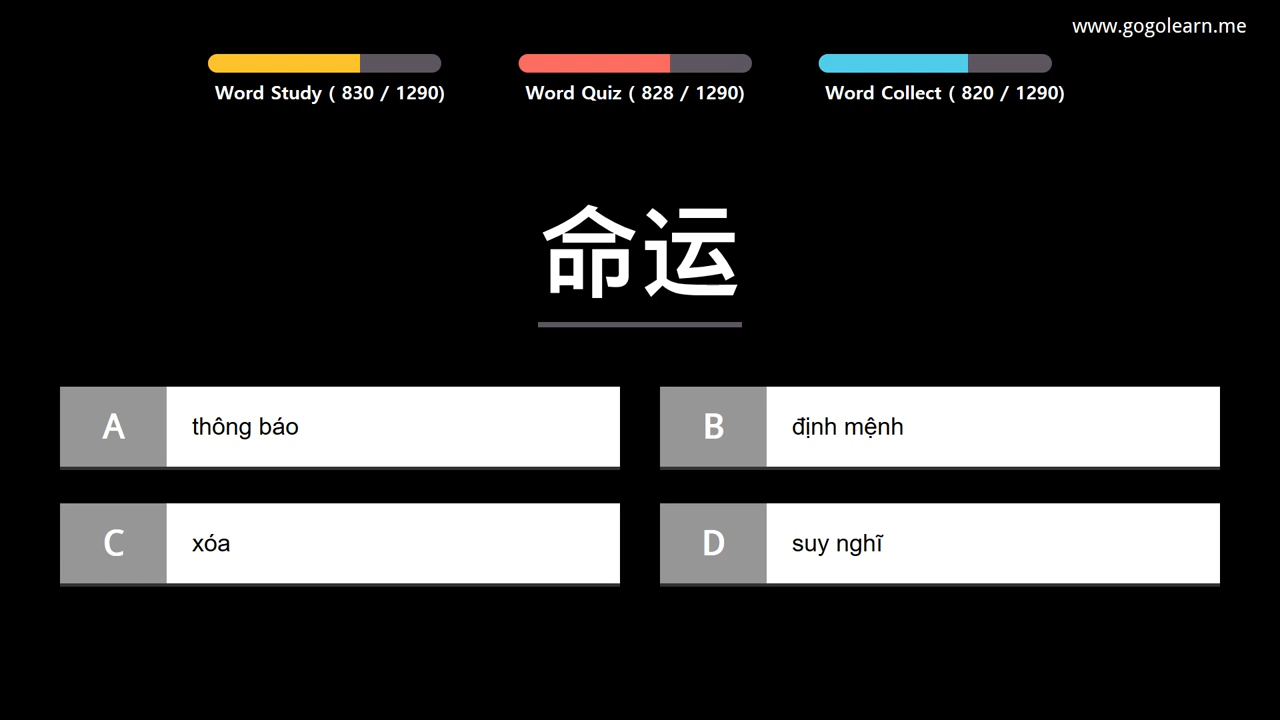 www.gogolearn.me
Word Study ( 830 / 1290)
Word Quiz ( 828 / 1290)
Word Collect ( 820 / 1290)
命运
A thông báo
B định mệnh
C xóa
D suy nghĩ